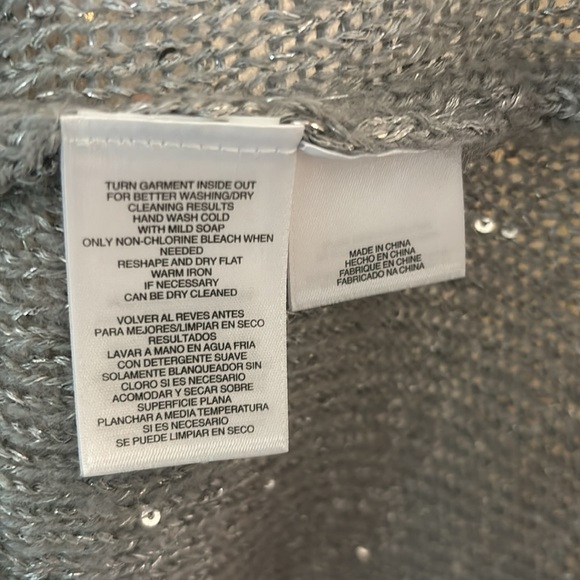 TURN GARMENT INSIDE OUT
FOR BETTER WASHING/DRY
CLEANING RESULTS
HAND WASH COLD
WITH MILD SOAP
ONLY NON-CHLORINE BLEACH WHEN
NEEDED
RESHAPE AND DRY FLAT
WARM IRON
IF NECESSARY
CAN BE DRY CLEANED
VOLVER AL REVES ANTES
PARA MEJORES/LIMPIAR EN SECO
RESULTADOS
LAVAR A MANO EN AGUA FRIA
CON DETERGENTE SUAVE
SOLAMENTE BLANQUEADOR SIN
CLORO SI ES NECESARIO
ACOMODAR Y SECAR SOBRE
SUPERFICIE PLANA
PLANCHAR A MEDIA TEMPERATURA
SI ES NECESARIO
SE PUEDE LIMPIAR EN SECO
MADE IN CHINA
HECHO EN CHINA
FABRIQUE EN CHINE
FABRICADO NA CHINA